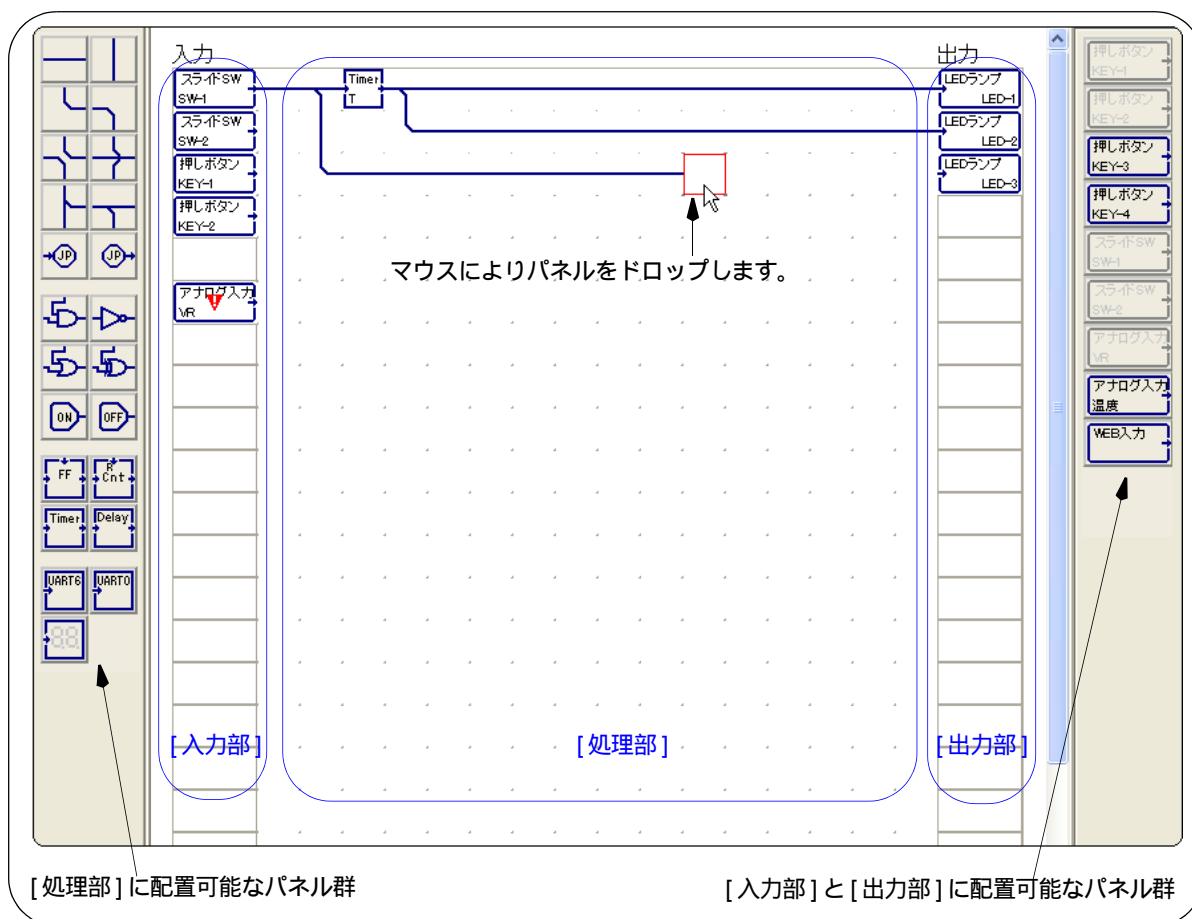 入力
出力
スライドSW
SW-1
スライドSW
SW-2
押しボタン
KEY-1
押しボタン
KEY-2
アナログ入力
VR
Timer
T
LEDランプ
LED-1
LEDランプ
LED-2
LEDランプ
LED-3
マウスによりパネルをドロップします。
[入力部]
[処理部]
[出力部]
JP
JP
ON
OFF
FF
R
Cnt
Timer
Delay
UART6
UART0
88
押しボタン
KEY-1
押しボタン
KEY-2
押しボタン
KEY-3
押しボタン
KEY-4
スライドSW
SW-1
スライドSW
SW-2
アナログ入力
VR
アナログ入力
温度
WEB入力
[処理部]に配置可能なパネル群
[入力部]と[出力部]に配置可能なパネル群